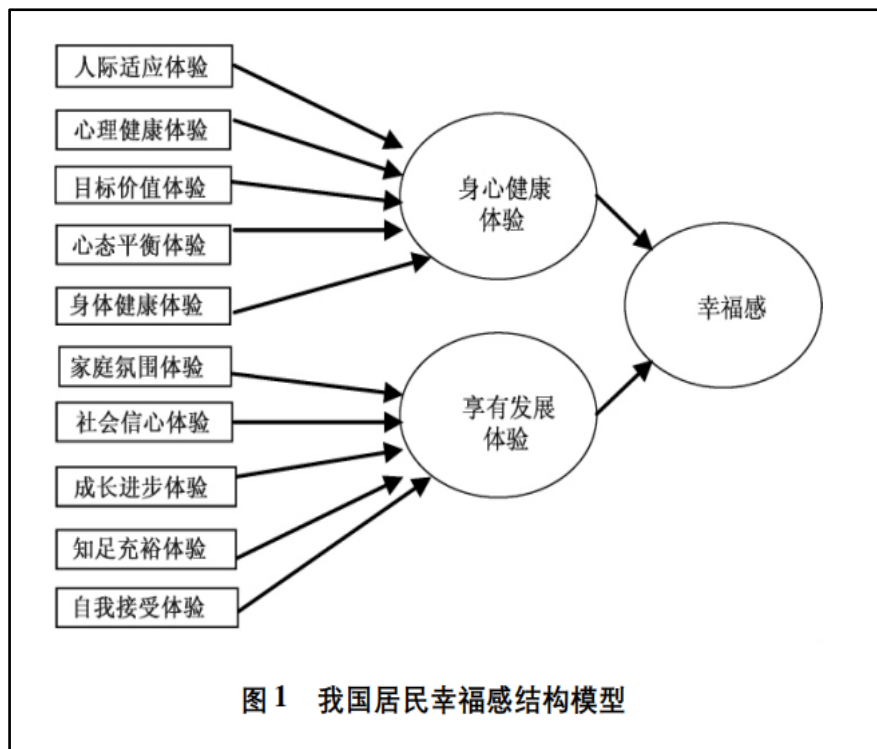 人际适应体验
心理健康体验
目标价值体验
心态平衡体验
身体健康体验
家庭氛围体验
社会信心体验
成长进步体验
知足充裕体验
自我接受体验
身心健康
体验
享有发展
体验
幸福感
图1 我国居民幸福感结构模型